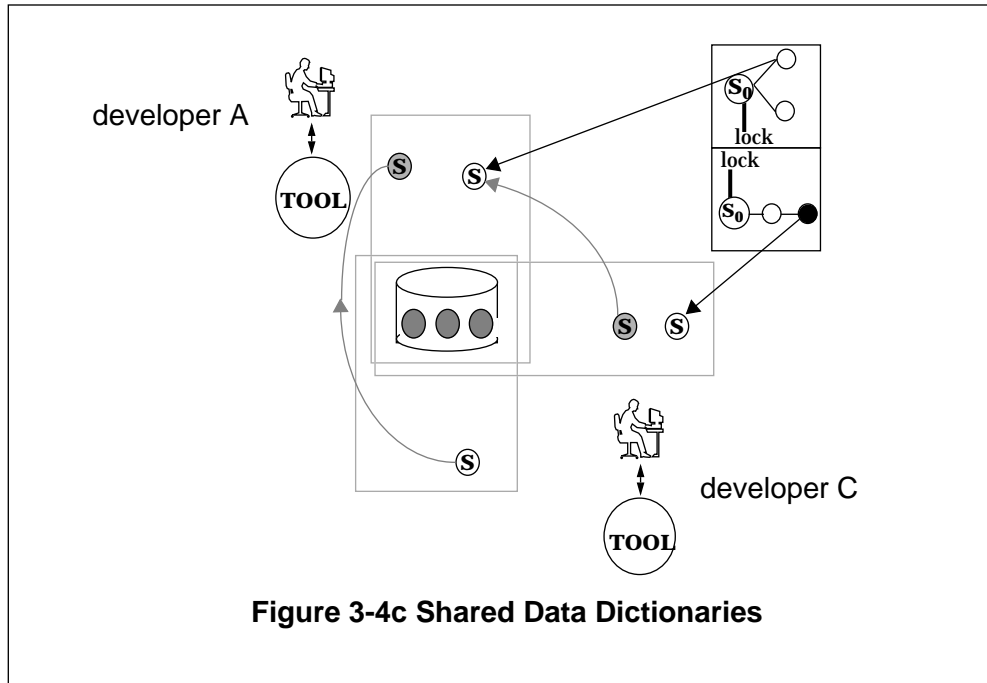 developer A
TOOL
S
S
S₀
lock
lock
S₀
S
S
S
developer C
TOOL
Figure 3-4c Shared Data Dictionaries